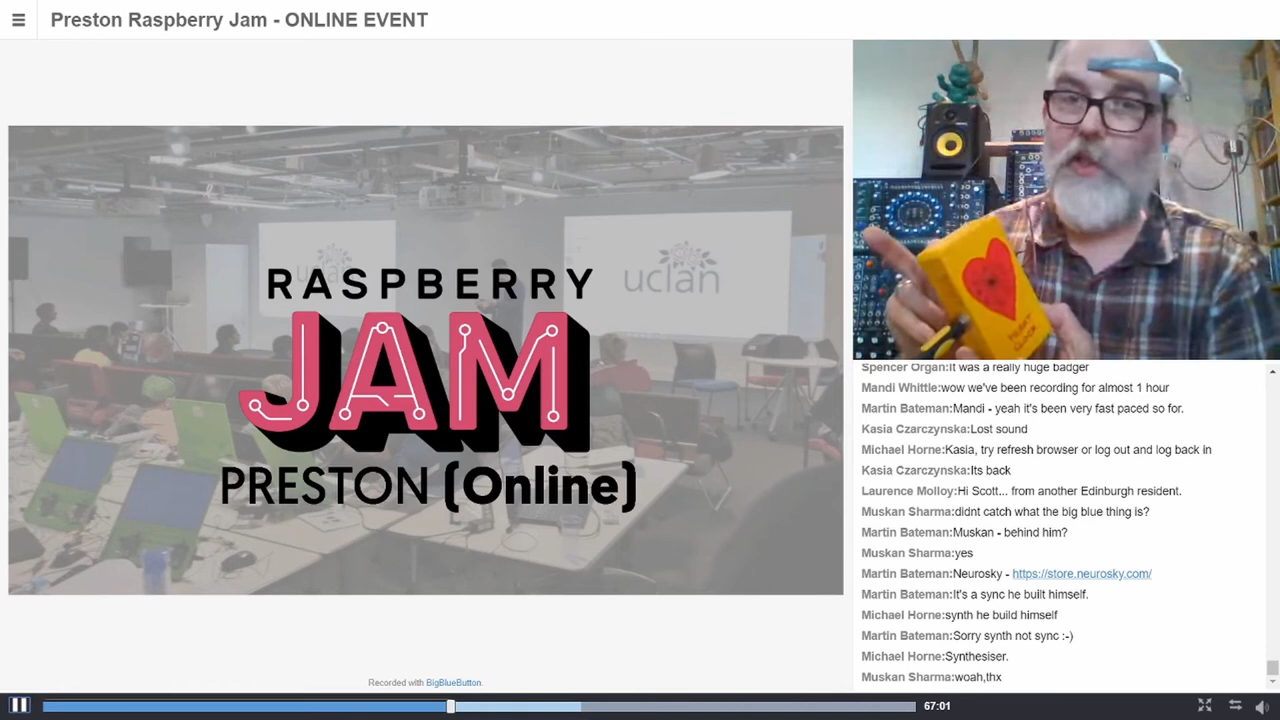 Preston Raspberry Jam - ONLINE EVENT
uclan
RASPBERRY
JAM
PRESTON (Online)
Spencer Organ:It was a really huge badger
Mandi Whittle:wow we've been recording for almost 1 hour
Martin Bateman:Mandi - yeah it's been very fast paced so for.
Kasia Czarczynska:Lost sound
Michael Horne:Kasia, try refresh browser or log out and log back in
Kasia Czarczynska:Its back
Laurence Molloy:Hi Scott... from another Edinburgh resident.
Muskan Sharma:didnt catch what the big blue thing is?
Martin Bateman:Muskan - behind him?
Muskan Sharma:yes
Martin Bateman:Neurosky - https://store.neurosky.com/
Martin Bateman:It's a sync he built himself.
Michael Horne:synth he build himself
Martin Bateman:Sorry synth not sync :-)
Michael Horne:Synthesiser.
Muskan Sharma:woah,thx
Recorded with BigBlueButton.
67:01